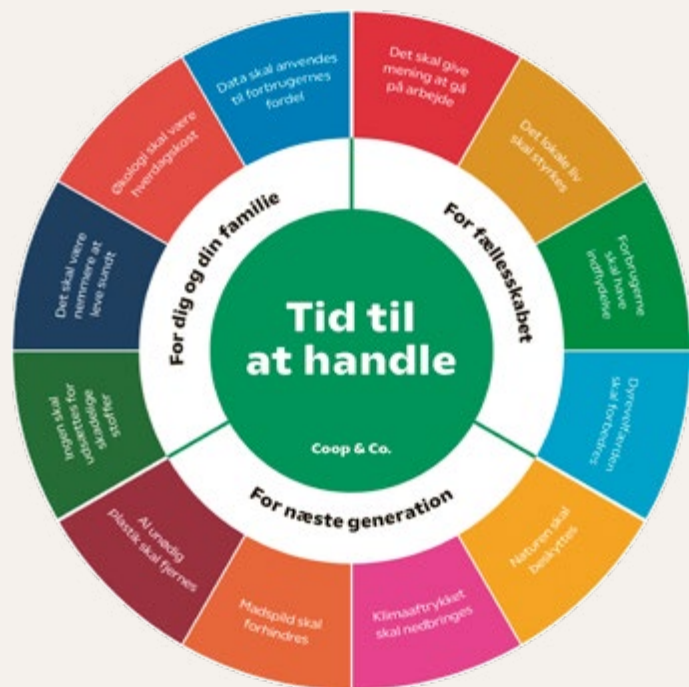 Tid til
at handle
Coop & Co.
For fællesskabet
For næste generation
For dig og din familie
Det skal give
mening at gå
på arbejde
Det lokale liv
skal styrkes
Forbrugerne
skal have
indflydelse
Dyrevelfærden
skal forbedres
Naturen skal
beskyttes
Klimaaftrykket
skal nedbringes
Madspild skal
forhindres
Al unødig
plastik skal fjernes
Ingen skal
udsættes for
skadelige
stoffer
Det skal være
nemmere at
leve sundt
Økologi skal være
hverdagskost
Data skal anvendes
til forbrugernes
fordel